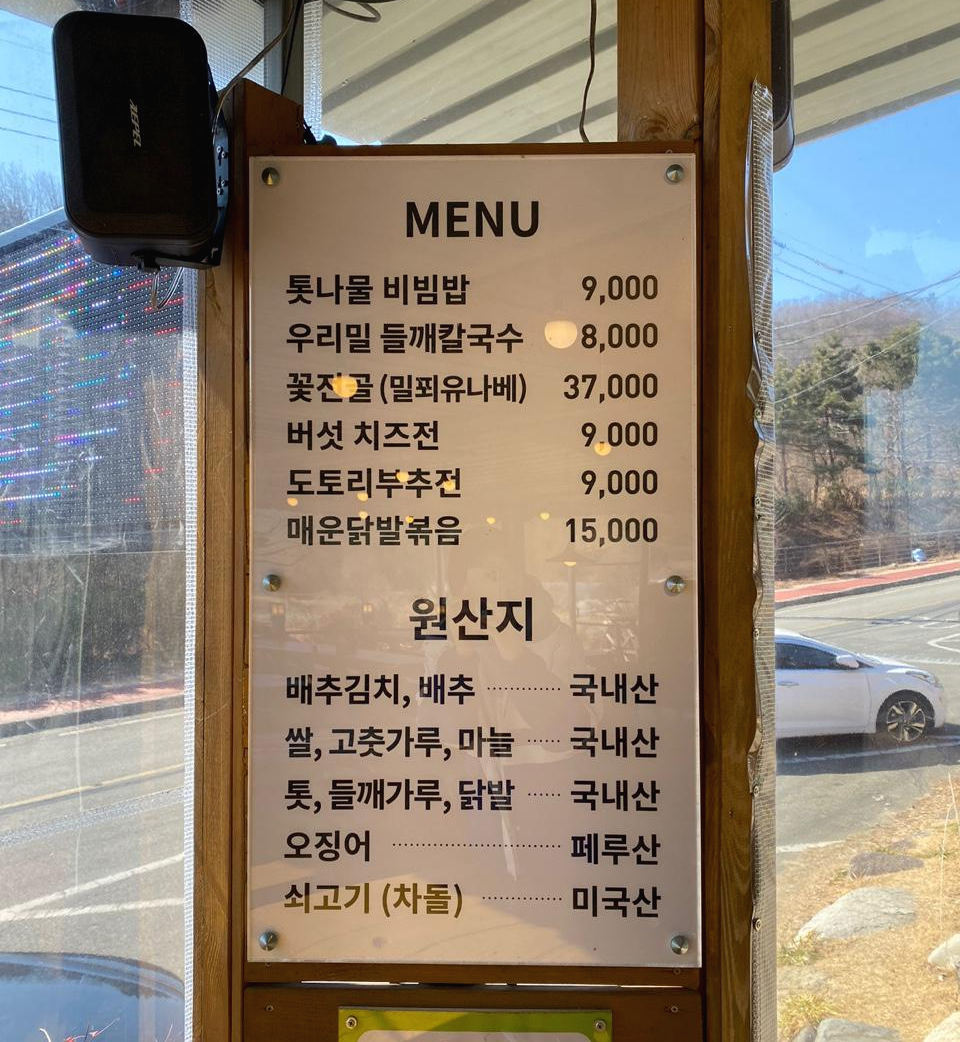 BOSE
MENU
톳나물 비빔밥 9,000
우리밀 들깨칼국수 8,000
꽃전골 (밀푀유나베) 37,000
버섯 치즈전 9,000
도토리부추전 9,000
매운닭발볶음 15,000
원산지
배추김치, 배추 ············ 국내산
쌀, 고춧가루, 마늘 ······ 국내산
톳, 들깨가루, 닭발 ······ 국내산
오징어 ······························ 페루산
쇠고기 (차돌) ·············· 미국산